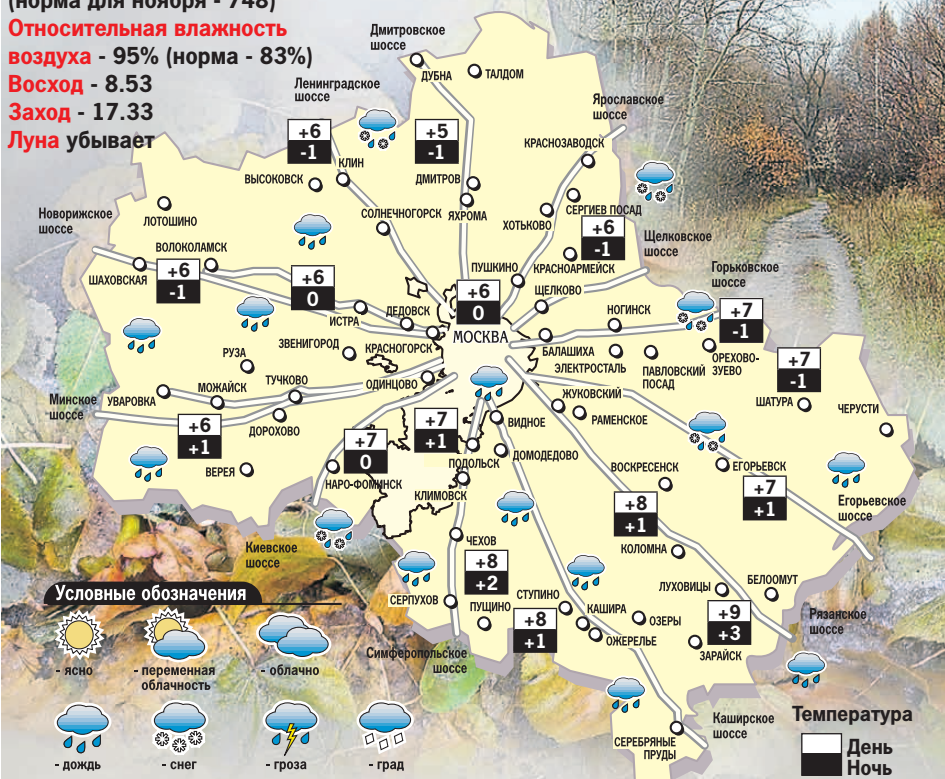 (норма для ноября - 748)
Относительная влажность
воздуха - 95% (норма - 83%)
Восход - 8.53
Заход - 17.33
Луна убывает
Дмитровское
шоссе
ДУБНА
ТАЛДОМ
Ленинградское
шоссе
Ярославское
шоссе
+6
-1
+5
-1
КРАСНОЗАВОДСК
КЛИН
ВЫСОКОВСК
ДМИТРОВ
ЯХРОМА
СОЛНЕЧНОГОРСК
СЕРГИЕВ ПОСАД
ХОТЬКОВО
+6
-1
Новорижское
шоссе
ЛОТОШИНО
ВОЛОКОЛАМСК
ШАХОВСКАЯ
+6
-1
+6
0
ПУШКИНО
КРАСНОАРМЕЙСК
Щелковское
шоссе
ЩЕЛКОВО
Горьковское
шоссе
+6
0
МОСКВА
ИСТРА
ДЕДОВСК
НОГИНСК
+7
-1
ЗВЕНИГОРОД
КРАСНОГОРСК
БАЛАШИХА
ЭЛЕКТРОСТАЛЬ
ПАВЛОВСКИЙ
ПОСАД
ОРЕХОВО-
ЗУЕВО
РУЗА
ТУЧКОВО
ОДИНЦОВО
+7
-1
ШАТУРА
ЧЕРУСТИ
Минское
шоссе
УВАРОВКА
МОЖАЙСК
ДОРОХОВО
+6
+1
ВЕРЕЯ
ЖУКОВСКИЙ
РАМЕНСКОЕ
ВИДНОЕ
ДОМОДЕДОВО
+7
+1
+7
0
НАРО-ФОМИНСК
ПОДОЛЬСК
КЛИМОВСК
ВОСКРЕСЕНСК
ЕГОРЬЕВСК
+7
+1
Егорьевское
шоссе
+8
+1
КОЛОМНА
Киевское
шоссе
ЧЕХОВ
+8
+2
СЕРПУХОВ
ПУЩИНО
СТУПИНО
+8
+1
КАШИРА
ОЖЕРЕЛЬЕ
ОЗЕРЫ
ЛУХОВИЦЫ
БЕЛООМУТ
+9
+3
ЗАРАЙСК
Рязанское
шоссе
Симферопольское
шоссе
СЕРЕБРЯНЫЕ
ПРУДЫ
Каширское
шоссе
Условные обозначения
- ясно
- переменная
облачность
- облачно
- дождь
- снег
- гроза
- град
Температура
День
Ночь